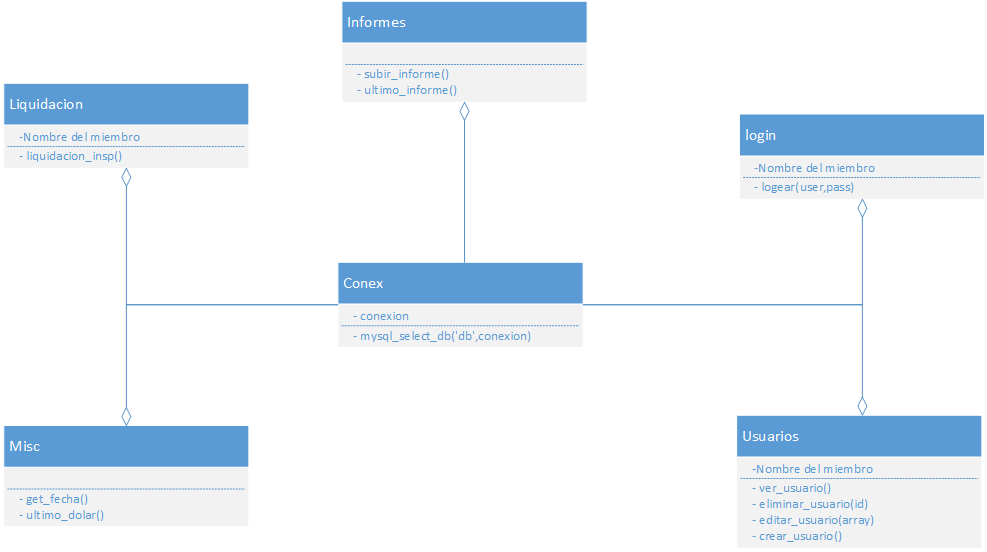 Informes
- subir_informe()
- ultimo_informe()
Liquidacion
-Nombre del miembro
- liquidacion_insp()
login
-Nombre del miembro
- logear(user,pass)
Conex
- conexion
- mysql_select_db('db',conexion)
Misc
- get_fecha()
- ultimo_dolar()
Usuarios
-Nombre del miembro
- ver_usuario()
- eliminar_usuario(id)
- editar_usuario(array)
- crear_usuario()